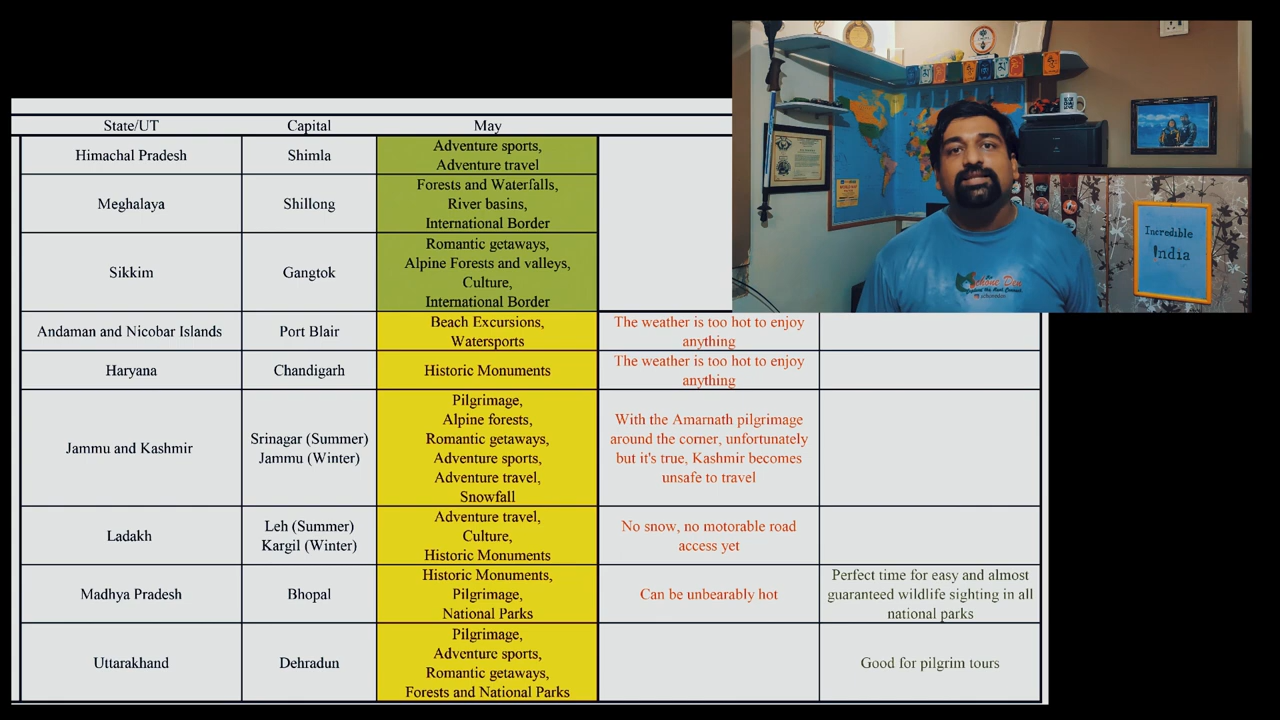 State/UT
Capital
May
Himachal Pradesh
Shimla
Adventure sports,
Adventure travel
Meghalaya
Shillong
Forests and Waterfalls,
River basins,
International Border
Sikkim
Gangtok
Romantic getaways,
Alpine Forests and valleys,
Culture,
International Border
Andaman and Nicobar Islands
Port Blair
Beach Excursions,
Watersports
The weather is too hot to enjoy
anything
Haryana
Chandigarh
Historic Monuments
The weather is too hot to enjoy
anything
Jammu and Kashmir
Srinagar (Summer)
Jammu (Winter)
Pilgrimage,
Alpine forests,
Romantic getaways,
Adventure sports,
Adventure travel,
Snowfall
With the Amarnath pilgrimage
around the corner, unfortunately
but it's true, Kashmir becomes
unsafe to travel
Ladakh
Leh (Summer)
Kargil (Winter)
Adventure travel,
Culture,
Historic Monuments
No snow, no motorable road
access yet
Madhya Pradesh
Bhopal
Historic Monuments,
Pilgrimage,
National Parks
Can be unbearably hot
Perfect time for easy and almost
guaranteed wildlife sighting in all
national parks
Uttarakhand
Dehradun
Pilgrimage,
Adventure sports,
Romantic getaways,
Forests and National Parks
Good for pilgrim tours
Incredible
India